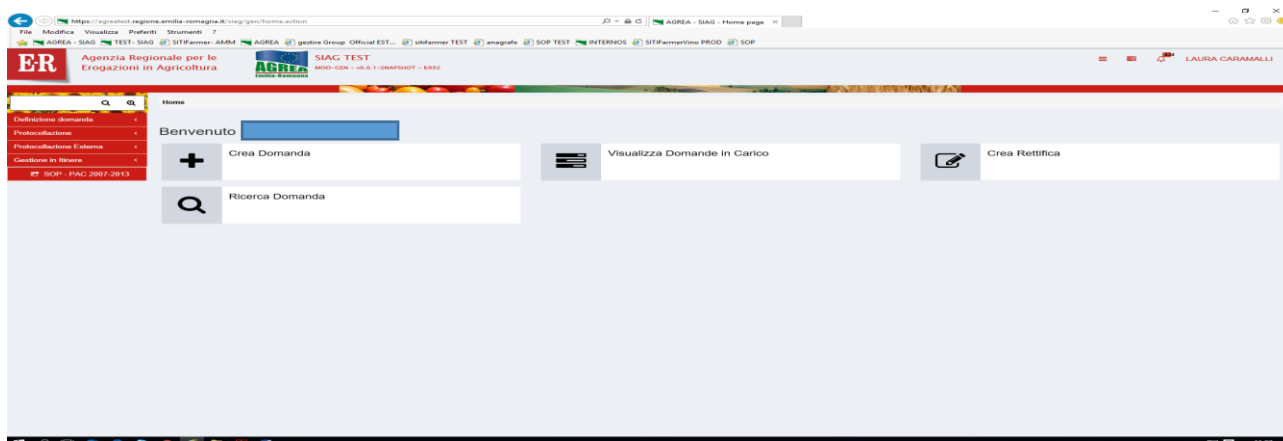 https://agreatest.regione.emilia-romagna.it/siag/gen/home.action
AGREA - SIAG - Home page
File Modifica Visualizza Preferiti Strumenti ?
AGREA - SIAG TEST- SIAG SITIFarmer- AMM AGREA gestire Group Official EST... sitifarmer TEST anagrafe SOP TEST INTERNOS SITIFarmerVino PROD SOP
E·R
Agenzia Regionale per le
Erogazioni in Agricoltura
AGREA
Emilia-Romagna
SIAG TEST
MOD-GEN - v0.0.1-SNAPSHOT - b992
LAURA CARAMALLI
Home
Definizione domanda
Protocollazione
Protocollazione Esterna
Gestione in Itinere
SOP - PAC 2007-2013
Benvenuto
Crea Domanda
Visualizza Domande in Carico
Crea Rettifica
Ricerca Domanda